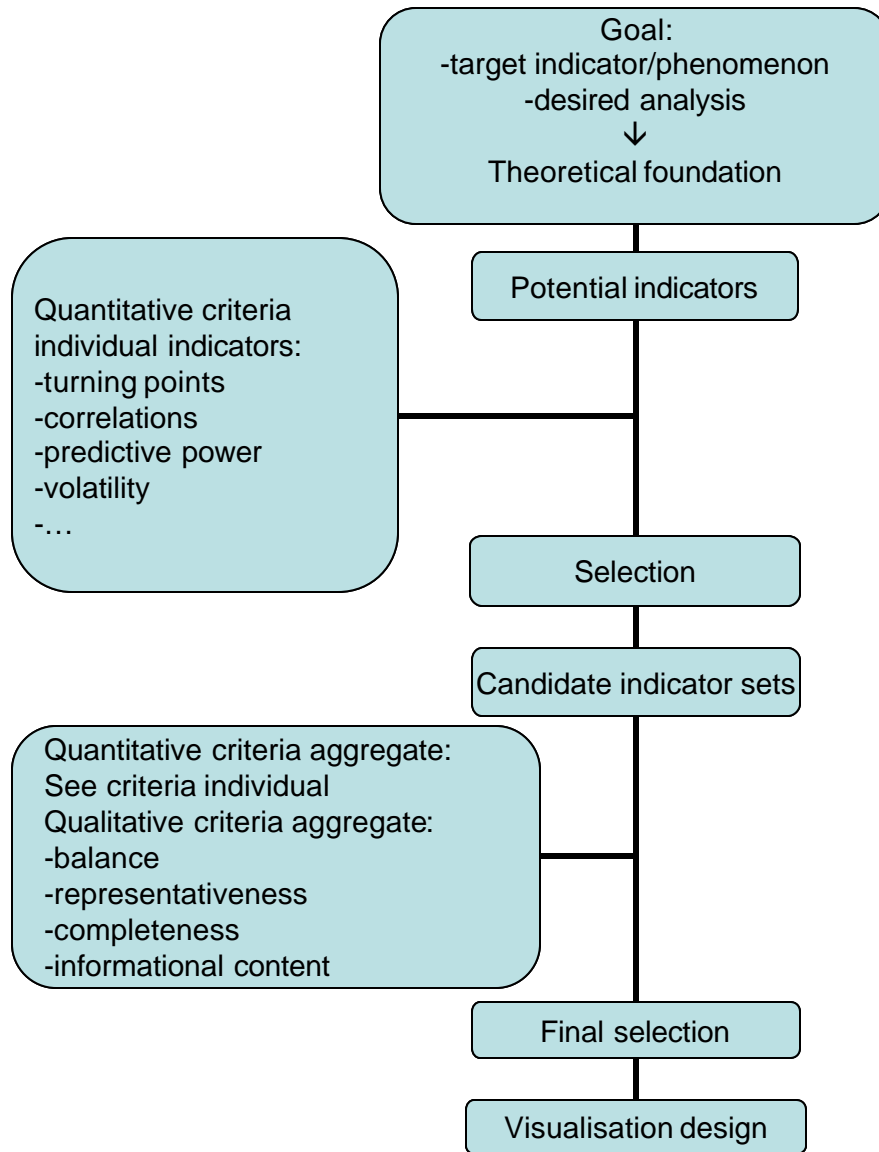 Goal:
-target indicator/phenomenon
-desired analysis
↓
Theoretical foundation
Potential indicators
Quantitative criteria
individual indicators:
-turning points
-correlations
-predictive power
-volatility
-…
Selection
Candidate indicator sets
Quantitative criteria aggregate:
See criteria individual
Qualitative criteria aggregate:
-balance
-representativeness
-completeness
-informational content
Final selection
Visualisation design